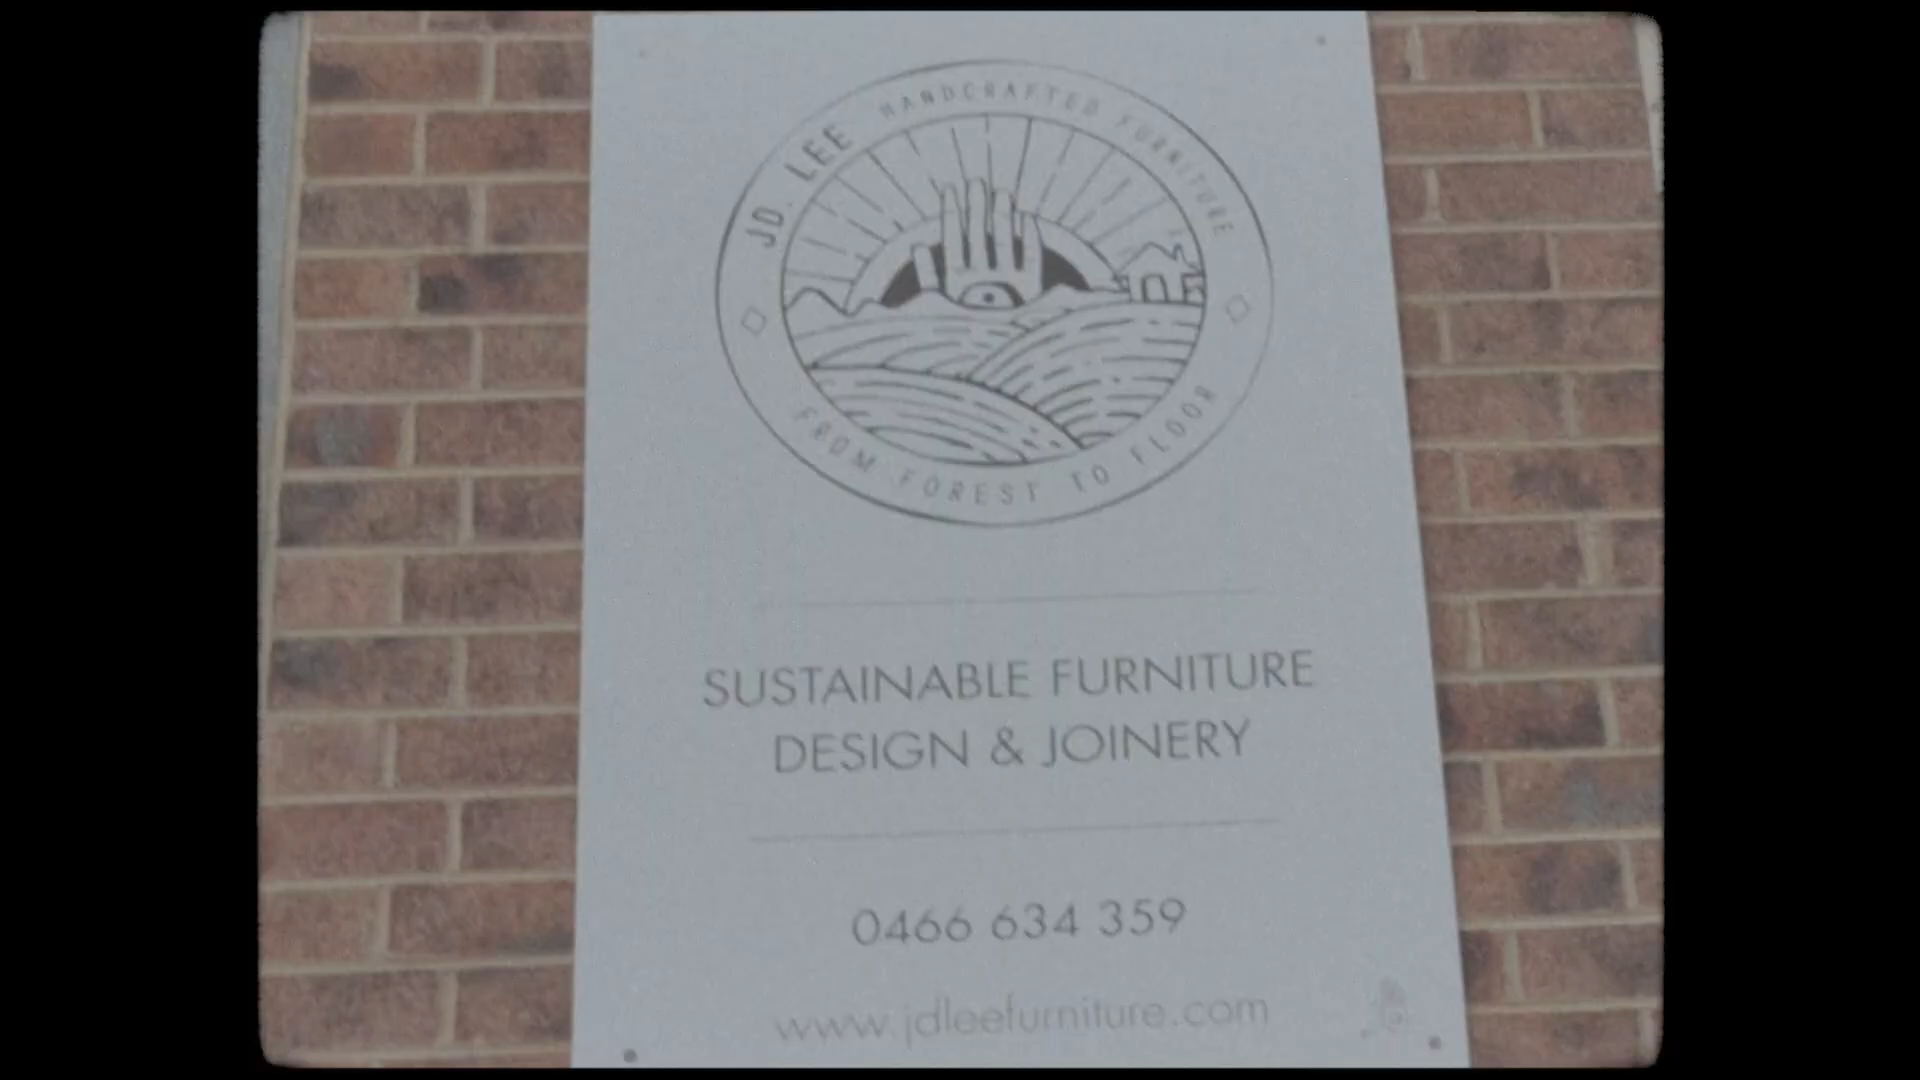 JD. LEE HANDCRAFTED FURNITURE
FROM FOREST TO FLOOR
SUSTAINABLE FURNITURE
DESIGN & JOINERY
0466 634 359
www.jdleefurniture.com